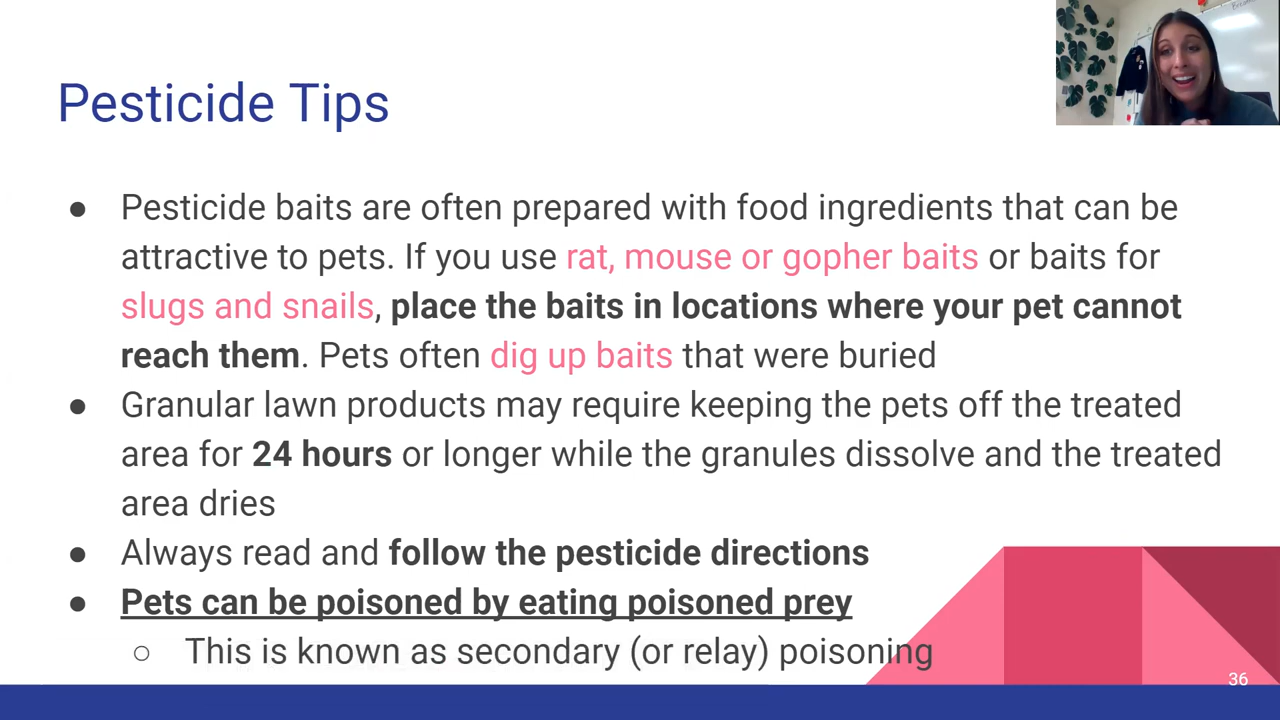 Pesticide Tips
● Pesticide baits are often prepared with food ingredients that can be
attractive to pets. If you use rat, mouse or gopher baits or baits for
slugs and snails, place the baits in locations where your pet cannot
reach them. Pets often dig up baits that were buried
● Granular lawn products may require keeping the pets off the treated
area for 24 hours or longer while the granules dissolve and the treated
area dries
● Always read and follow the pesticide directions
● Pets can be poisoned by eating poisoned prey
○ This is known as secondary (or relay) poisoning
36